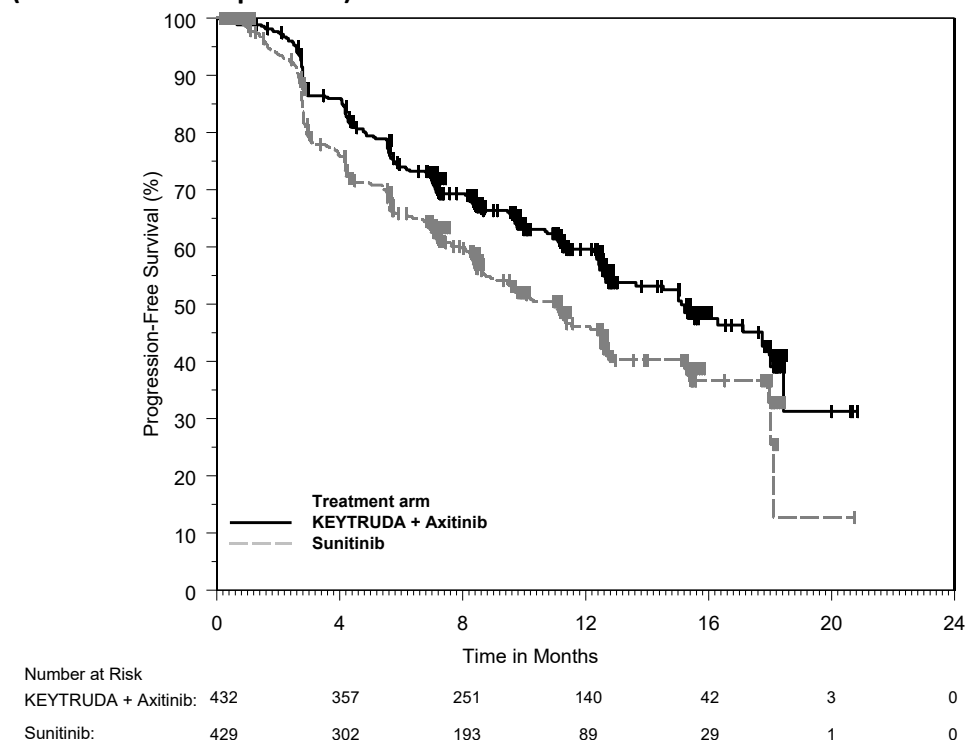 100
90
80
70
60
50
40
30
20
10
0
Progression-Free Survival (%)
Treatment arm
KEYTRUDA + Axitinib
Sunitinib
0 4 8 12 16 20 24
Time in Months
Number at Risk
KEYTRUDA + Axitinib: 432 357 251 140 42 3 0
Sunitinib: 429 302 193 89 29 1 0